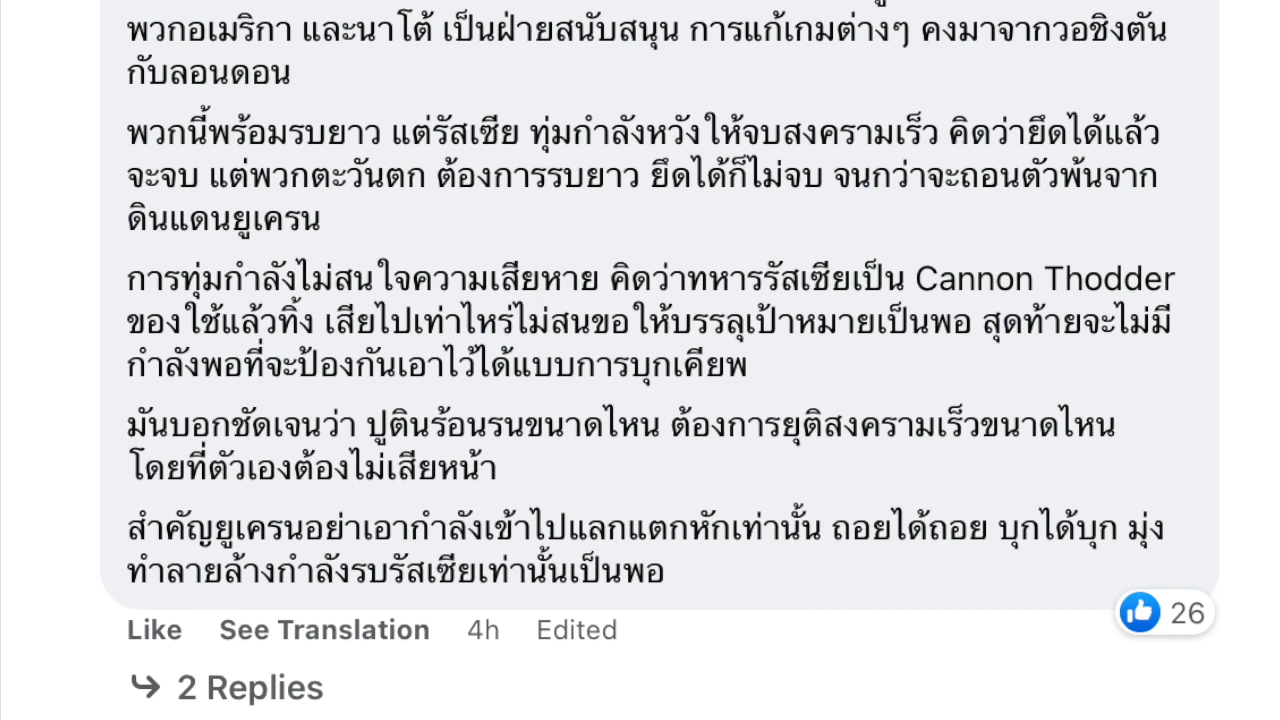 พวกอเมริกา และนาโต้ เป็นฝ่ายสนับสนุน การแก้เกมต่างๆ คงมาจากวอชิงตัน
กับลอนดอน
พวกนี้พร้อมรบยาว แต่รัสเซีย ทุ่มกำลังหวังให้จบสงครามเร็ว คิดว่ายึดได้แล้ว
จะจบ แต่พวกตะวันตก ต้องการรบยาว ยึดได้ก็ไม่จบ จนกว่าจะถอนตัวพ้นจาก
ดินแดนยูเครน
การทุ่มกำลังไม่สนใจความเสียหาย คิดว่าทหารรัสเซียเป็น Cannon Thodder
ของใช้แล้วทิ้ง เสียไปเท่าไหร่ไม่สนขอให้บรรลุเป้าหมายเป็นพอ สุดท้ายจะไม่มี
กำลังพอที่จะป้องกันเอาไว้ได้แบบการบุกเคียพ
มันบอกชัดเจนว่า ปูตินร้อนรนขนาดไหน ต้องการยุติสงครามเร็วขนาดไหน
โดยที่ตัวเองต้องไม่เสียหน้า
สำคัญยูเครนอย่าเอากำลังเข้าไปแลกแตกหักเท่านั้น ถอยได้ถอย บุกได้บุก มุ่ง
ทำลายล้างกำลังรบรัสเซียเท่านั้นเป็นพอ
26
Like See Translation 4h Edited
2 Replies